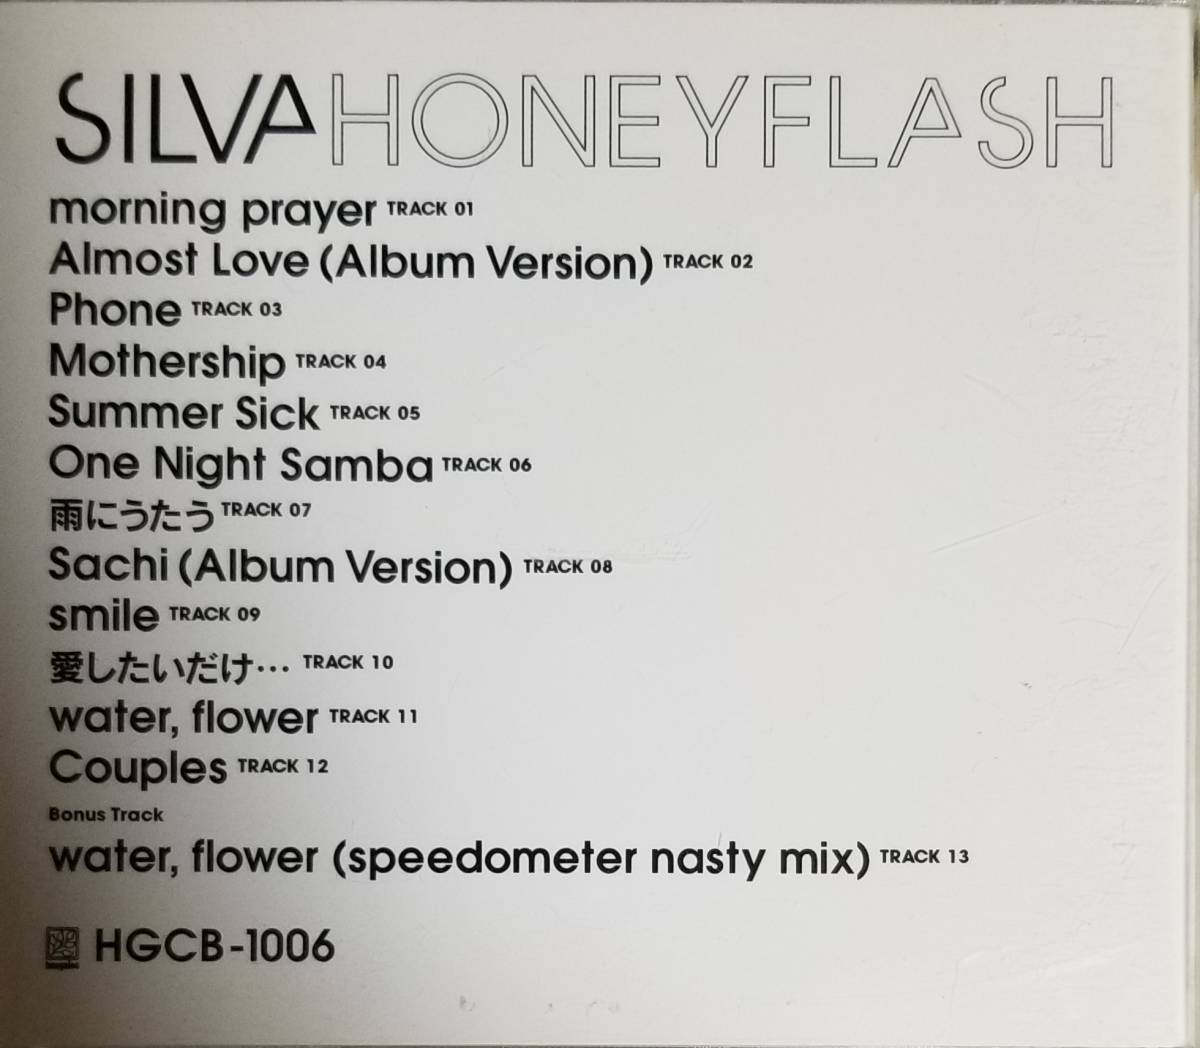 SILVA HONEYFLASH
morning prayer TRACK 01
Almost Love (Album Version) TRACK 02
Phone TRACK 03
Mothership TRACK 04
Summer Sick TRACK 05
One Night Samba TRACK 06
雨にうたう TRACK 07
Sachi (Album Version) TRACK 08
smile TRACK 09
愛したいだけ… TRACK 10
water, flower TRACK 11
Couples TRACK 12
Bonus Track
water, flower (speedometer nasty mix) TRACK 13
HGCB-1006